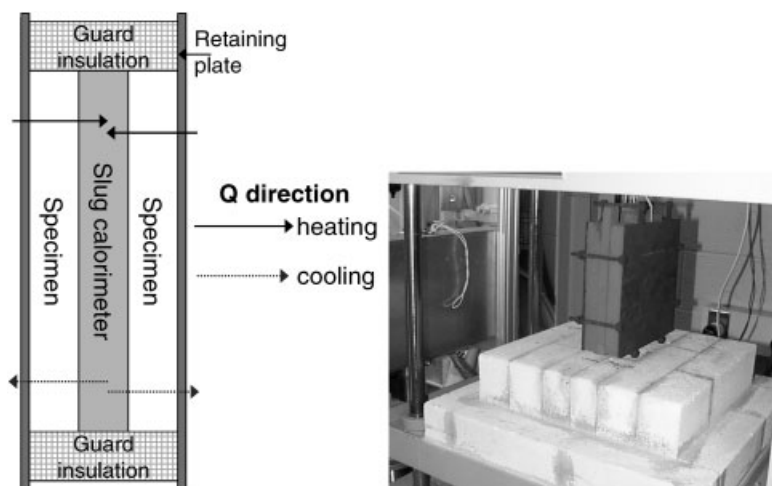 Guard
insulation
Retaining
plate
Specimen
Slug calorimeter
Specimen
Q direction
heating
cooling
Guard
insulation